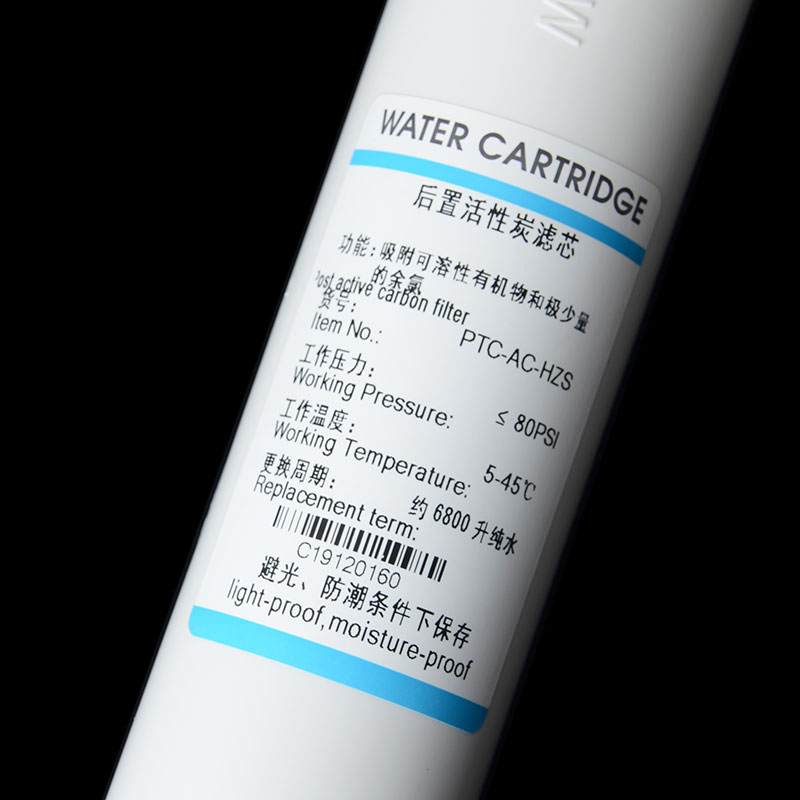 WATER CARTRIDGE
后置活性炭滤芯
功能：吸附可溶性有机物和极少量
的余氯
Post active carbon filter
货号：
Item No.: PTC-AC-HZS
工作压力：
Working Pressure: ≤ 80PSI
工作温度：
Working Temperature: 5-45℃
更换周期：
Replacement term: 约 6800 升纯水
C19120160
避光、防潮条件下保存
light-proof, moisture-proof